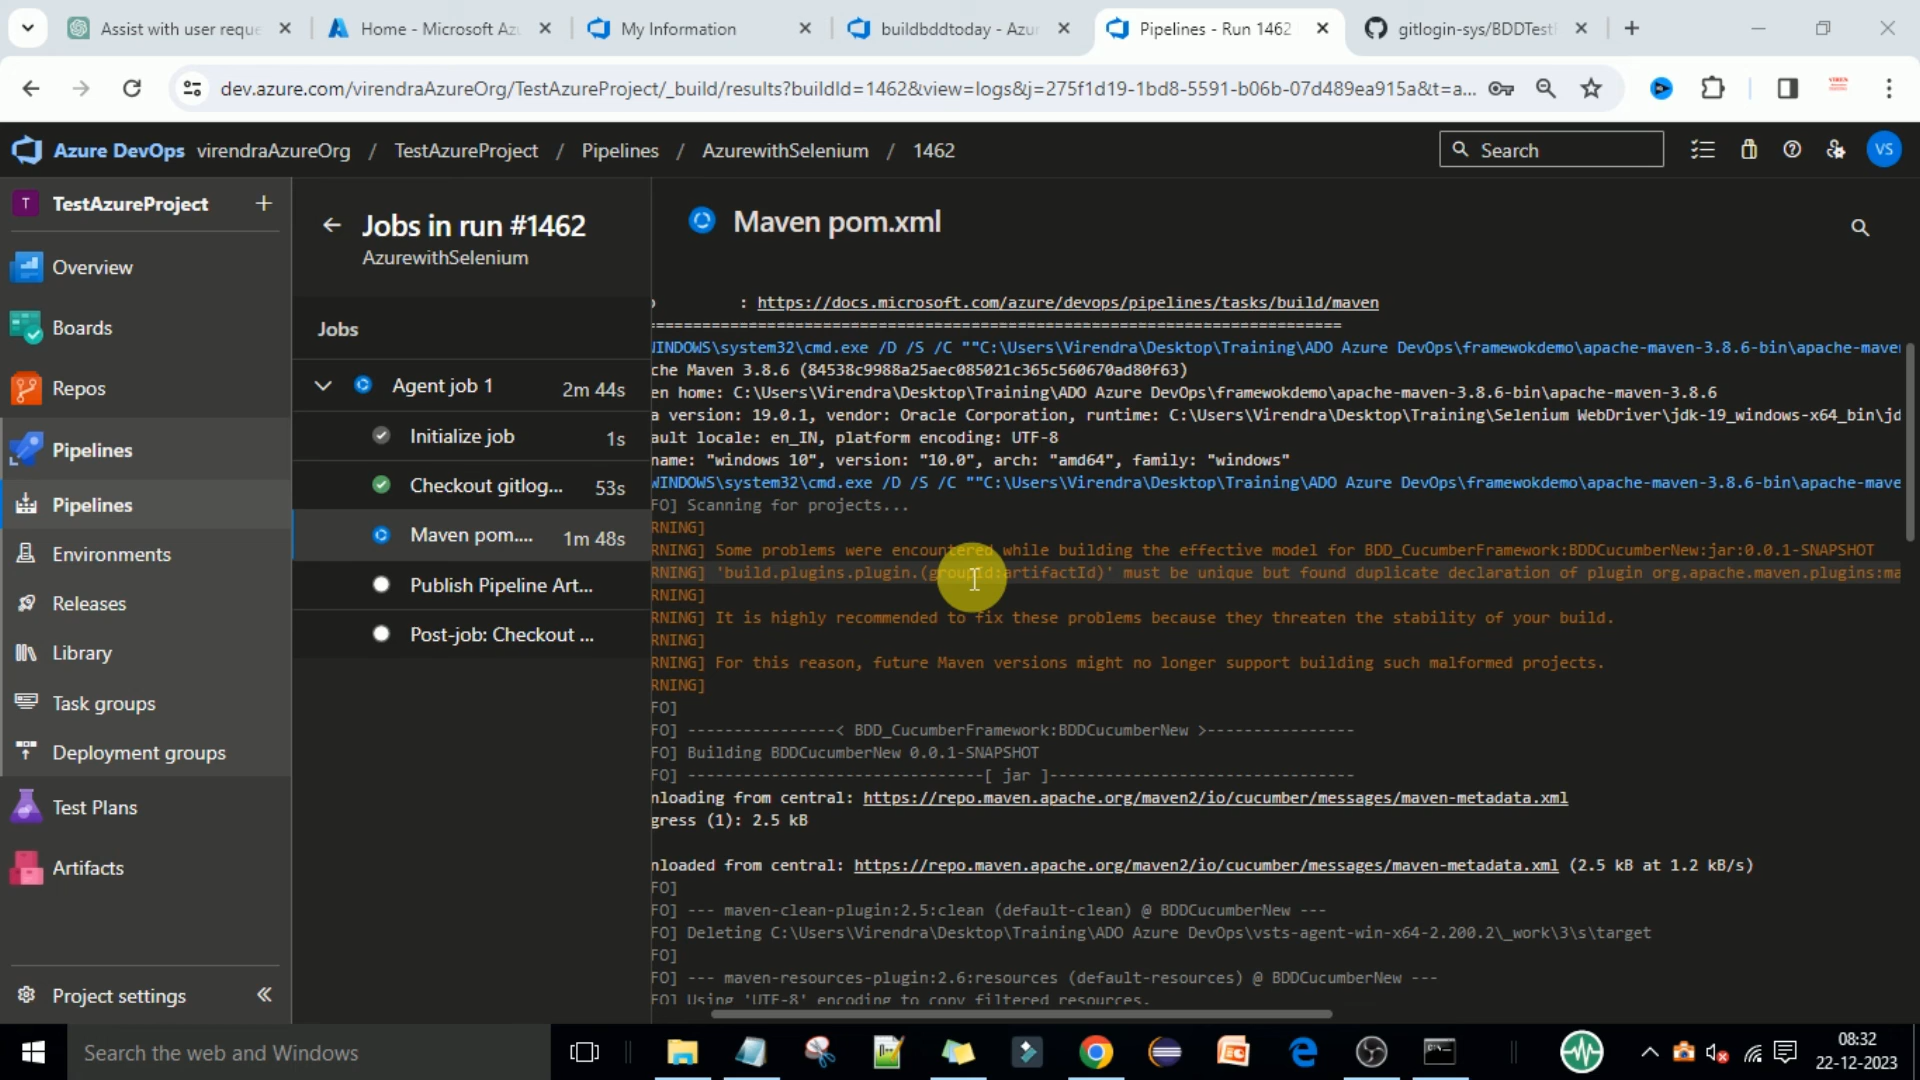 Assist with user reque
Home - Microsoft Azu
My Information
buildbddtoday - Azur
Pipelines - Run 1462
gitlogin-sys/BDDTestF
dev.azure.com/virendraAzureOrg/TestAzureProject/_build/results?buildId=1462&view=logs&j=275f1d19-1bd8-5591-b06b-07d489ea915a&t=a...
Azure DevOps virendraAzureOrg / TestAzureProject / Pipelines / AzurewithSelenium / 1462
Search
VS
T TestAzureProject
Overview
Boards
Repos
Pipelines
Pipelines
Environments
Releases
Library
Task groups
Deployment groups
Test Plans
Artifacts
Project settings
Jobs in run #1462
AzurewithSelenium
Jobs
Agent job 1 2m 44s
Initialize job 1s
Checkout gitlog... 53s
Maven pom.... 1m 48s
Publish Pipeline Art...
Post-job: Checkout ...
Maven pom.xml
: https://docs.microsoft.com/azure/devops/pipelines/tasks/build/maven
==============================================================================
WINDOWS\system32\cmd.exe /D /S /C ""C:\Users\Virendra\Desktop\Training\ADO Azure DevOps\framewokdemo\apache-maven-3.8.6-bin\apache-maven
che Maven 3.8.6 (84538c9988a25aec085021c365c560670ad80f63)
en home: C:\Users\Virendra\Desktop\Training\ADO Azure DevOps\framewokdemo\apache-maven-3.8.6-bin\apache-maven-3.8.6
a version: 19.0.1, vendor: Oracle Corporation, runtime: C:\Users\Virendra\Desktop\Training\Selenium WebDriver\jdk-19_windows-x64_bin\jd
ault locale: en_IN, platform encoding: UTF-8
name: "windows 10", version: "10.0", arch: "amd64", family: "windows"
WINDOWS\system32\cmd.exe /D /S /C ""C:\Users\Virendra\Desktop\Training\ADO Azure DevOps\framewokdemo\apache-maven-3.8.6-bin\apache-mave
FO] Scanning for projects...
RNING]
RNING] Some problems were encountered while building the effective model for BDD_CucumberFramework:BDDCucumberNew:jar:0.0.1-SNAPSHOT
RNING] 'build.plugins.plugin.(groupId:artifactId)' must be unique but found duplicate declaration of plugin org.apache.maven.plugins:ma
RNING]
RNING] It is highly recommended to fix these problems because they threaten the stability of your build.
RNING]
RNING] For this reason, future Maven versions might no longer support building such malformed projects.
RNING]
FO]
FO] ----------------< BDD_CucumberFramework:BDDCucumberNew >----------------
FO] Building BDDCucumberNew 0.0.1-SNAPSHOT
FO] --------------------------------[ jar ]---------------------------------
nloading from central: https://repo.maven.apache.org/maven2/io/cucumber/messages/maven-metadata.xml
gress (1): 2.5 kB
nloaded from central: https://repo.maven.apache.org/maven2/io/cucumber/messages/maven-metadata.xml (2.5 kB at 1.2 kB/s)
FO]
FO] --- maven-clean-plugin:2.5:clean (default-clean) @ BDDCucumberNew ---
FO] Deleting C:\Users\Virendra\Desktop\Training\ADO Azure DevOps\vsts-agent-win-x64-2.200.2\_work\3\s\target
FO]
FO] --- maven-resources-plugin:2.6:resources (default-resources) @ BDDCucumberNew ---
FO] Using 'UTF-8' encoding to copy filtered resources.
Search the web and Windows
08:32
22-12-2023